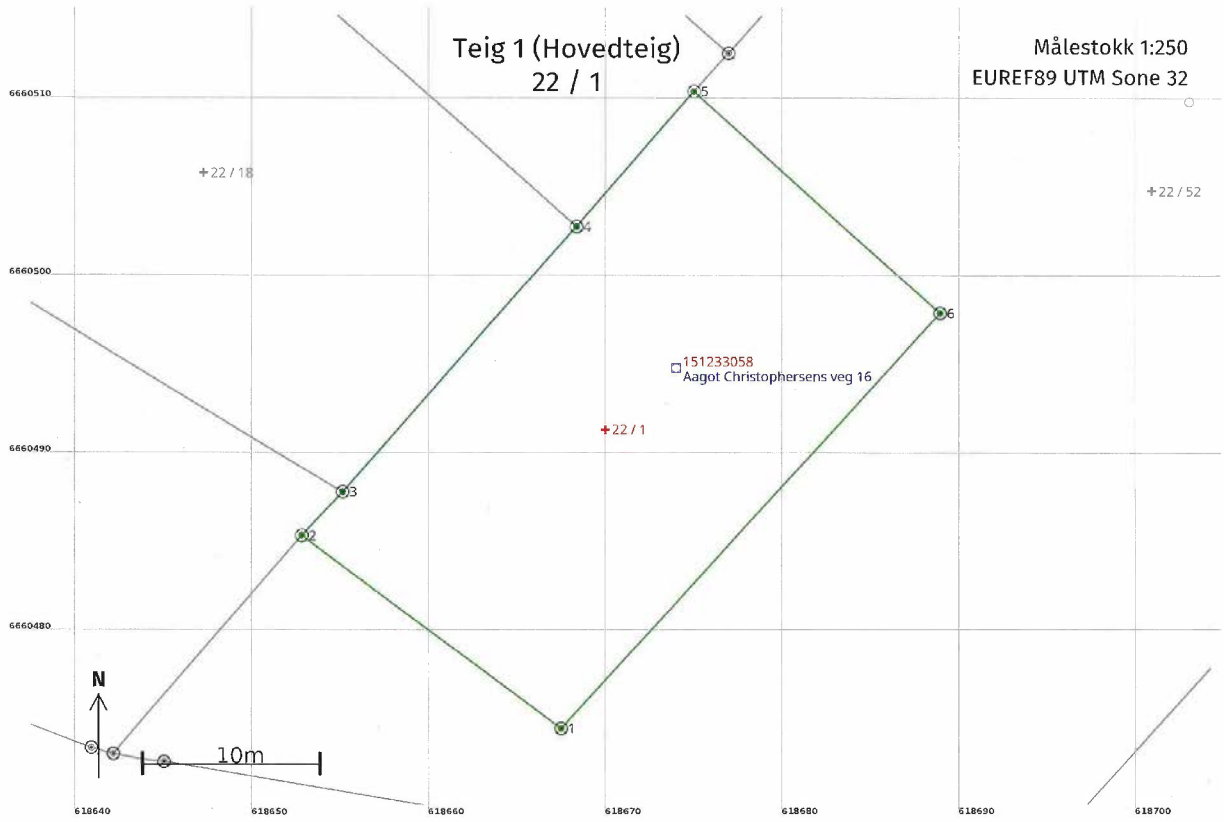 Teig 1 (Hovedteig)
22 / 1
Målestokk 1:250
EUREF89 UTM Sone 32
6660510
5
22 / 18
22 / 52
4
6660500
6
151233058
Aagot Christophersens veg 16
22 / 1
6660490
3
2
6660480
N
1
10m
618640
618650
618660
618670
618680
618690
618700